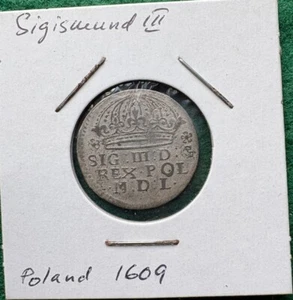 Sigismund III
SIG · III · D ·
REX · POL
· M · D · L ·
Poland 1609